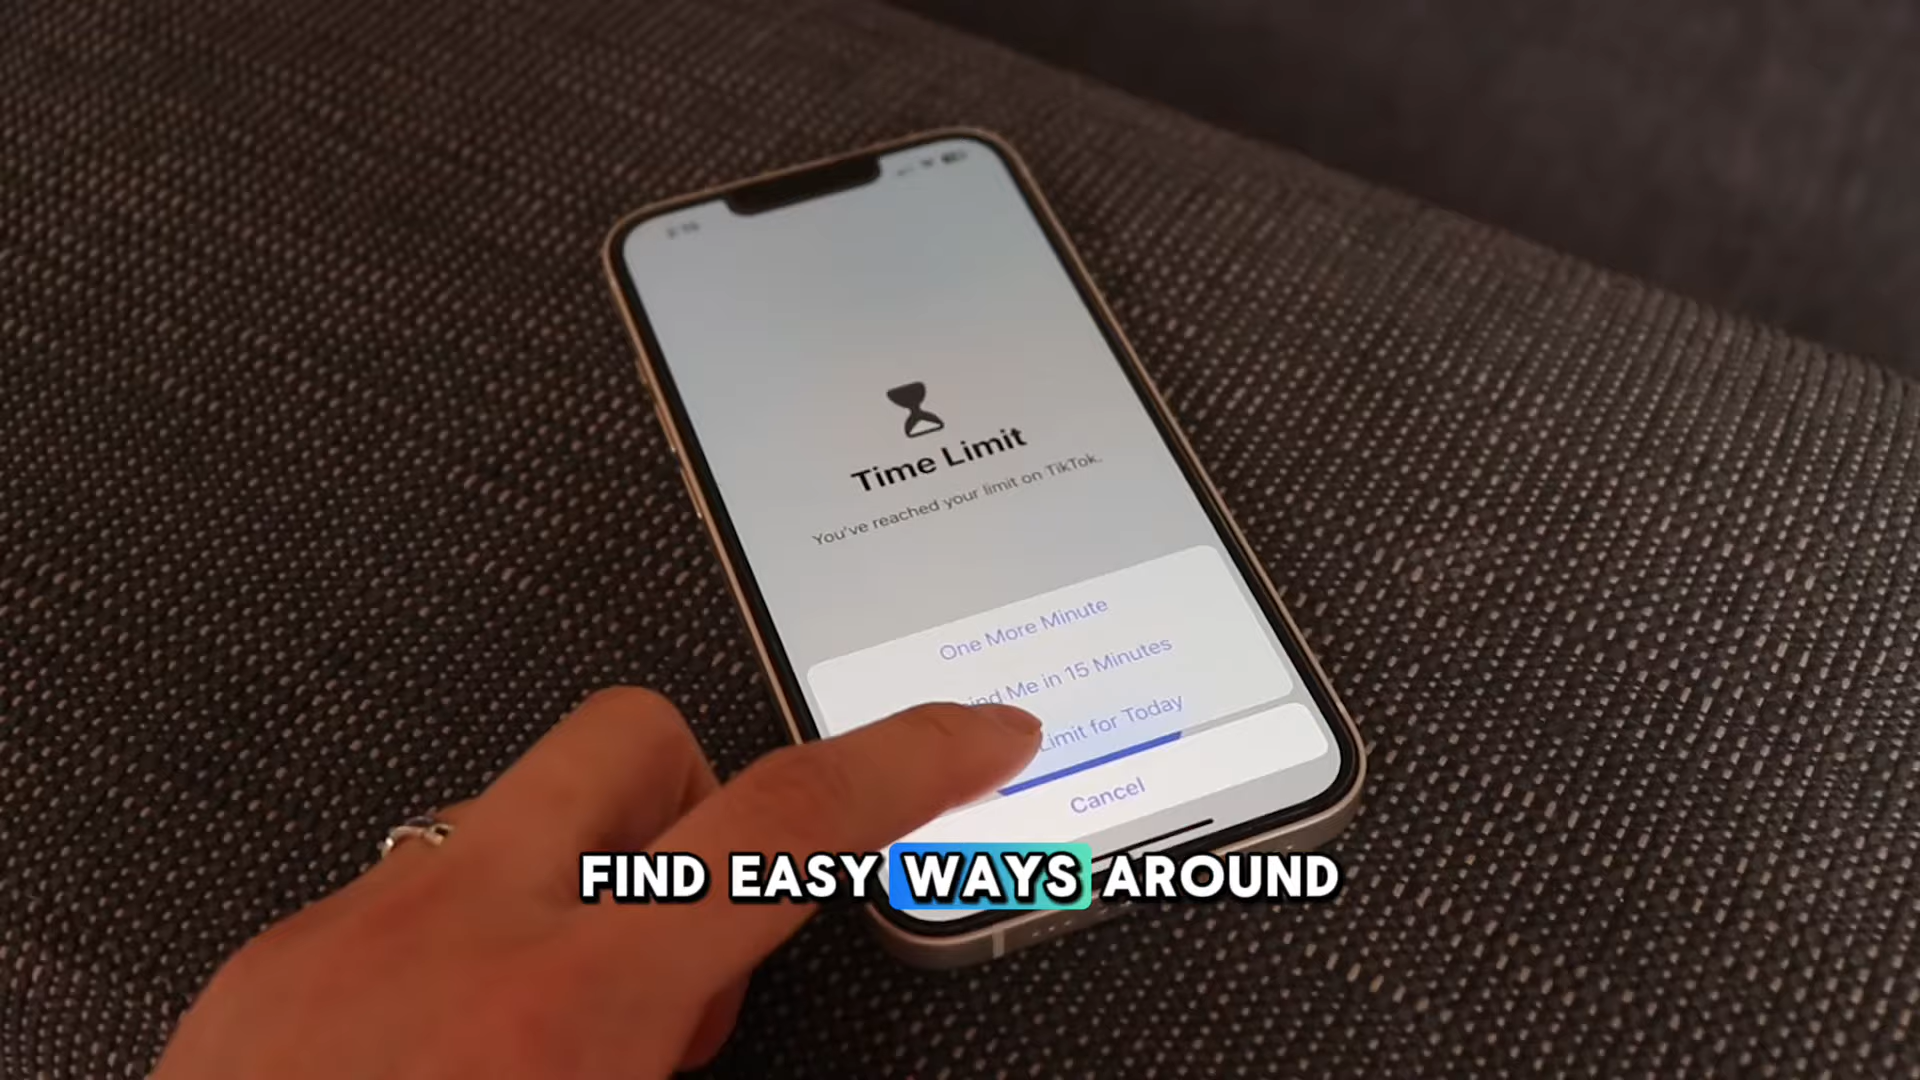 Time Limit
You've reached your limit on TikTok.
One More Minute
Me in 15 Minutes
Limit for Today
Cancel
FIND EASY WAYS AROUND